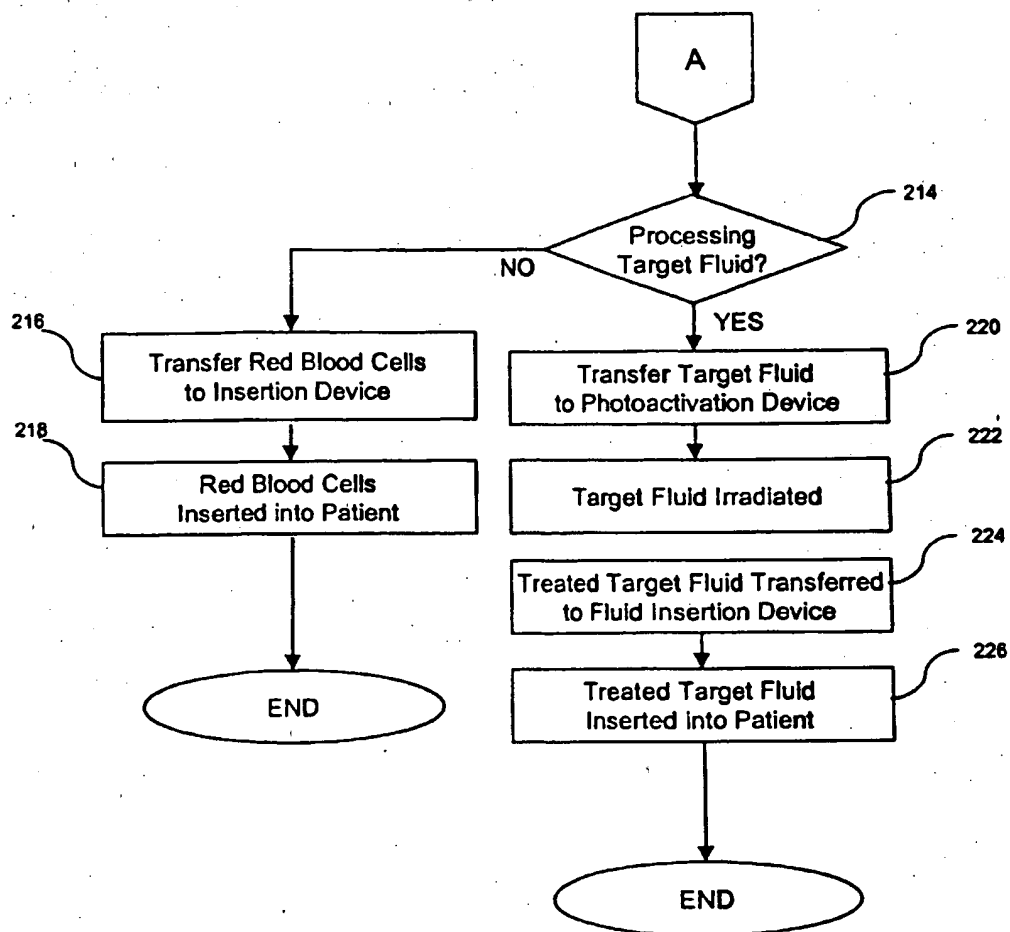 A
214
Processing
Target Fluid?
NO
YES
216
Transfer Red Blood Cells
to Insertion Device
220
Transfer Target Fluid
to Photoactivation Device
218
Red Blood Cells
Inserted into Patient
222
Target Fluid Irradiated
224
Treated Target Fluid Transferred
to Fluid Insertion Device
226
Treated Target Fluid
Inserted into Patient
END
END